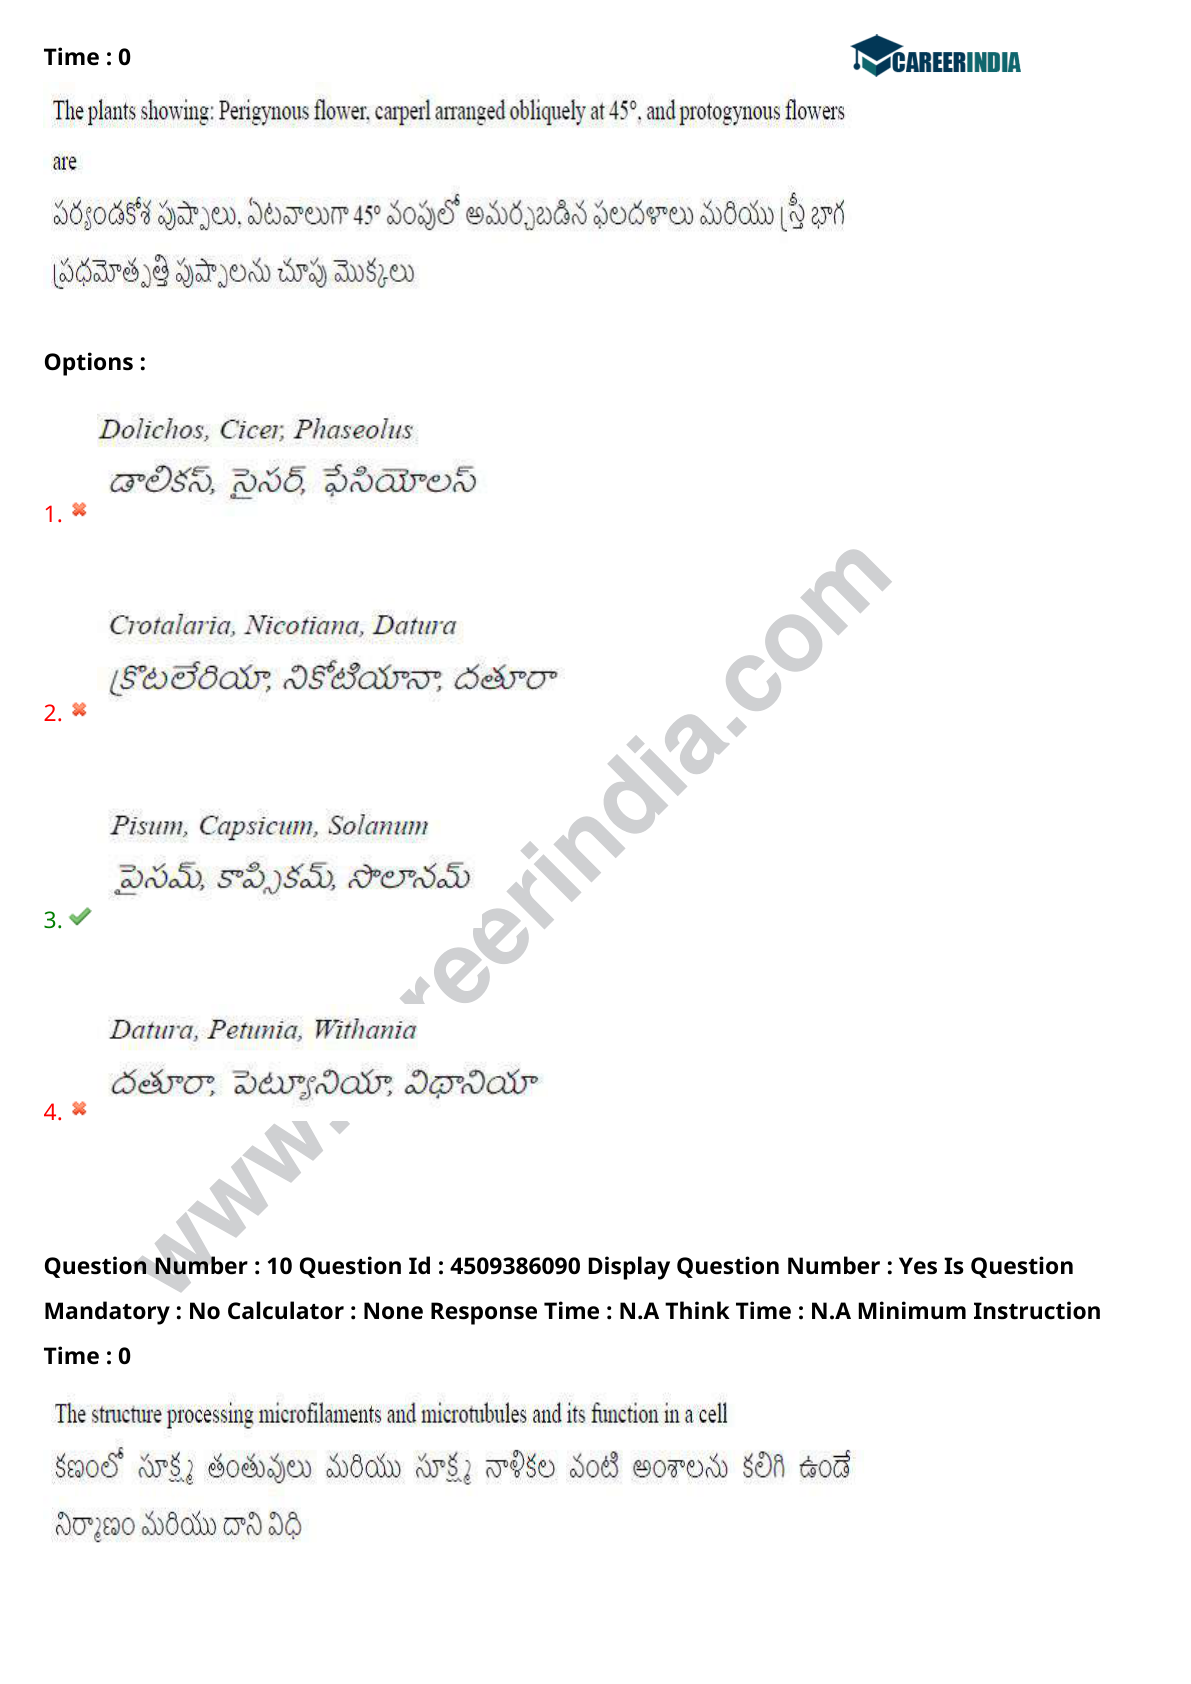 Time : 0
CAREERINDIA
The plants showing: Perigynous flower, carperl arranged obliquely at 45°, and protogynous flowers
are
పర్యండకోశ పుష్పాలు, ఏటవాలుగా 45° వంపులో అమర్చబడిన ఫలదళాలు మరియు స్త్రీ భాగ
ప్రధమోత్పత్తి పుష్పాలను చూపు మొక్కలు
Options :
Dolichos, Cicer, Phaseolus
డాలికస్, సైసర్, ఫేసియోలస్
1.
Crotalaria, Nicotiana, Datura
క్రొటలేరియా, నికోటియానా, దతూరా
2.
Pisum, Capsicum, Solanum
పైసమ్, కాప్సికమ్, సొలానమ్
3.
Datura, Petunia, Withania
దతూరా, పెట్యూనియా, విథానియా
4.
Question Number : 10 Question Id : 4509386090 Display Question Number : Yes Is Question
Mandatory : No Calculator : None Response Time : N.A Think Time : N.A Minimum Instruction
Time : 0
The structure processing microfilaments and microtubules and its function in a cell
కణంలో సూక్ష్మ తంతువులు మరియు సూక్ష్మ నాళికల వంటి అంశాలను కలిగి ఉండే
నిర్మాణం మరియు దాని విధి